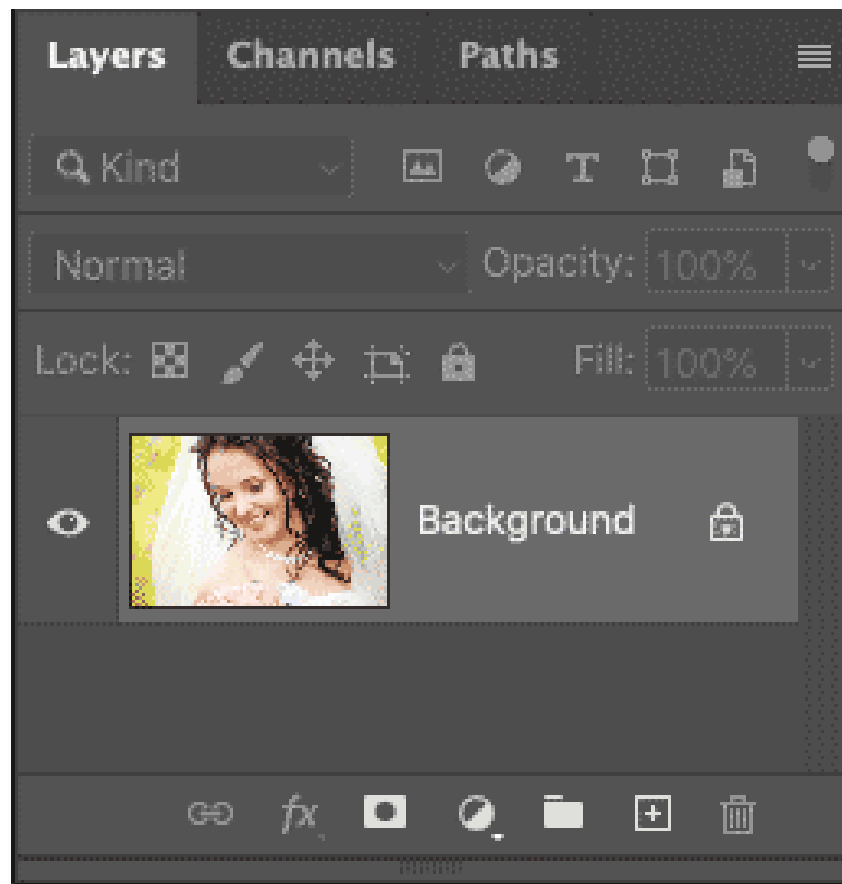 Layers Channels Paths
Kind
Normal Opacity: 100%
Lock: Fill: 100%
Background
fx